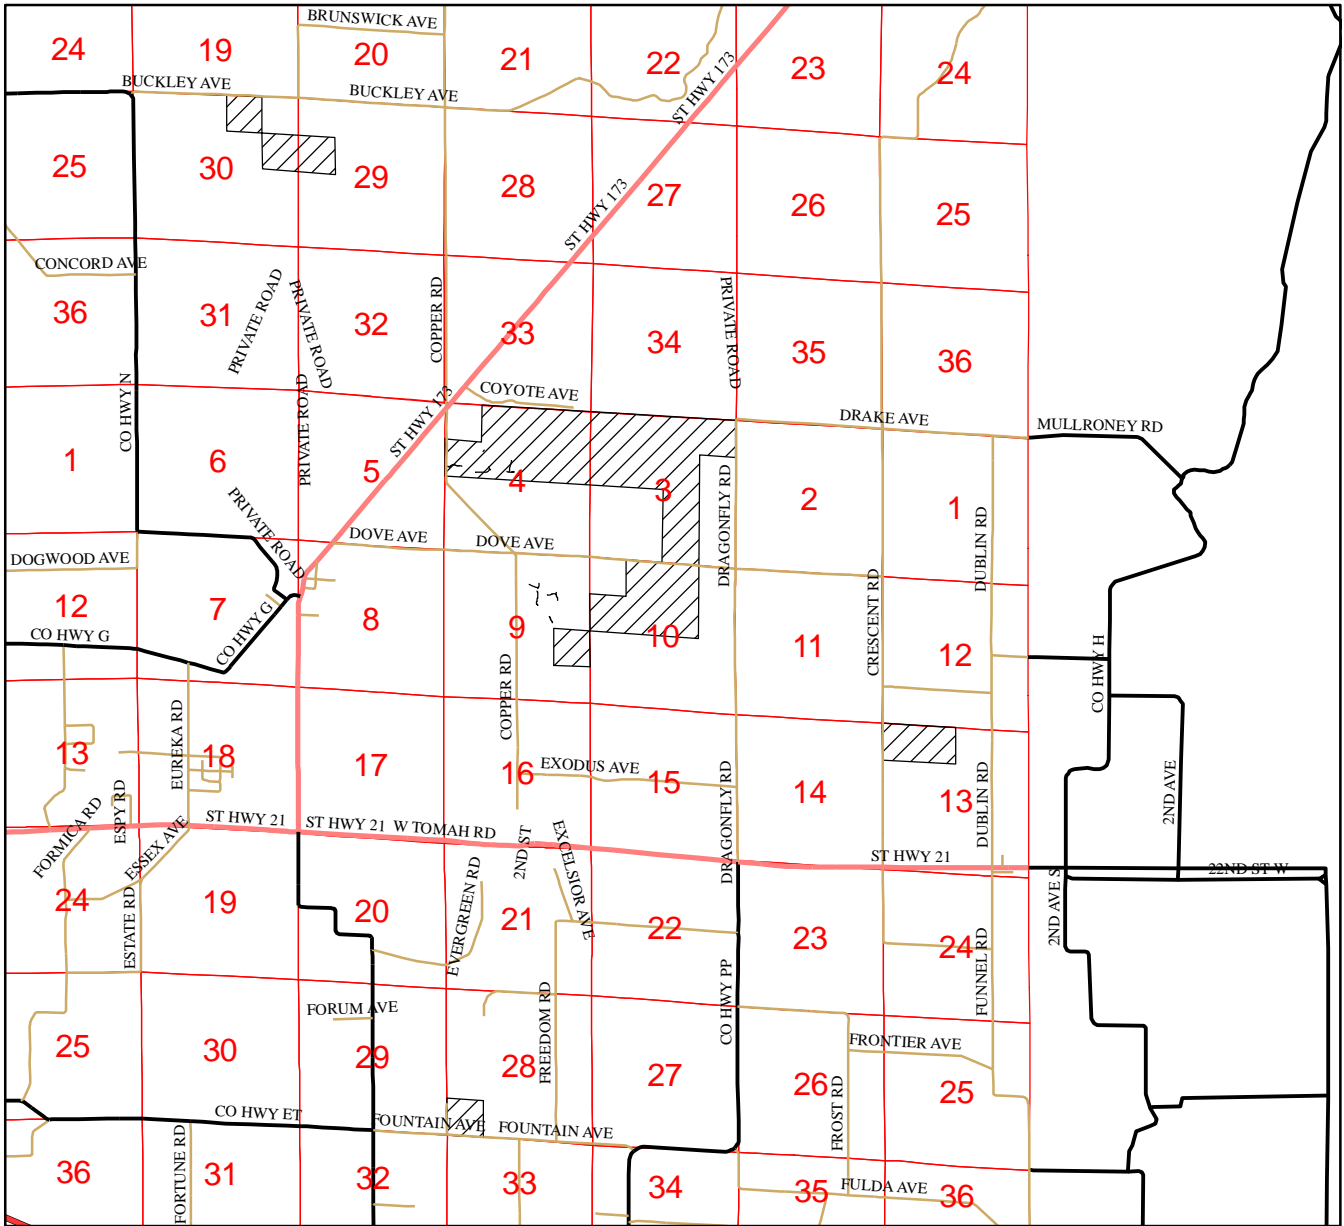 BRUNSWICK AVE
24
19
20
21
22
23
24
ST HWY 173
BUCKLEY AVE
BUCKLEY AVE
25
30
29
28
27
26
25
ST HWY 173
CONCORD AVE
36
31
PRIVATE ROAD
PRIVATE ROAD
32
COPPER RD
33
34
PRIVATE ROAD
35
36
CO HWY N
PRIVATE ROAD
ST HWY 173
COYOTE AVE
DRAKE AVE
MULLRONEY RD
1
6
5
4
3
DRAGONFLY RD
2
1
DUBLIN RD
PRIVATE ROAD
DOVE AVE
DOVE AVE
DOGWOOD AVE
12
7
8
9
10
11
CRESCENT RD
12
CO HWY G
CO HWY G
CO HWY H
COPPER RD
EUREKA RD
13
18
17
16
EXODUS AVE
15
DRAGONFLY RD
14
13
DUBLIN RD
2ND AVE
FORMICA RD
ESPY RD
ESSEX AVE
ST HWY 21
ST HWY 21
W TOMAH RD
2ND ST
EXCELSIOR AVE
ST HWY 21
22ND ST W
24
ESTATE RD
19
20
EVERGREEN RD
21
22
23
24
FUNNEL RD
2ND AVE S
CO HWY PP
FORUM AVE
25
30
29
28
FREEDOM RD
27
26
FRONTIER AVE
25
FROST RD
CO HWY ET
FOUNTAIN AVE
FOUNTAIN AVE
36
FORTUNE RD
31
32
33
34
35
FULDA AVE
36